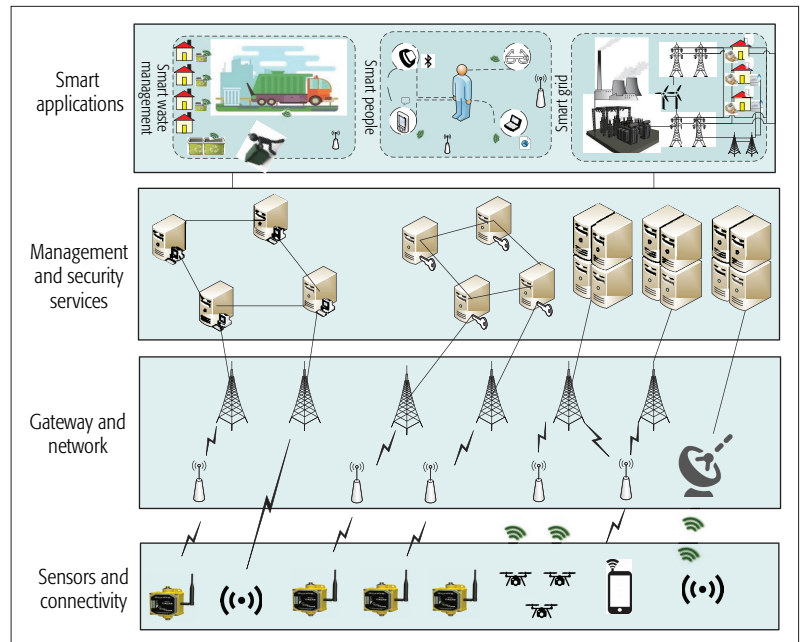 Smart
applications
Smart waste
management
Smart people
Smart grid
Management
and security
services
Gateway and
network
Sensors and
connectivity